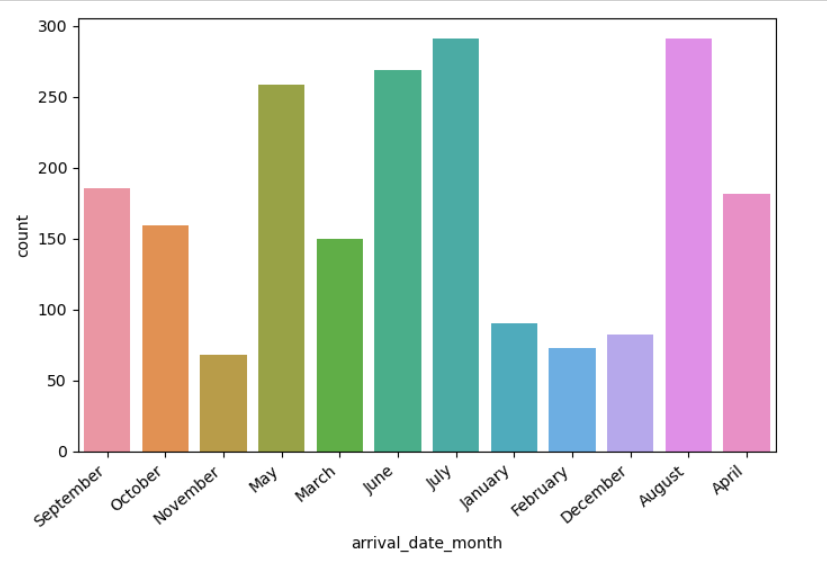 300
250
200
150
100
50
0
count
September October November May March June July January February December August April
arrival_date_month